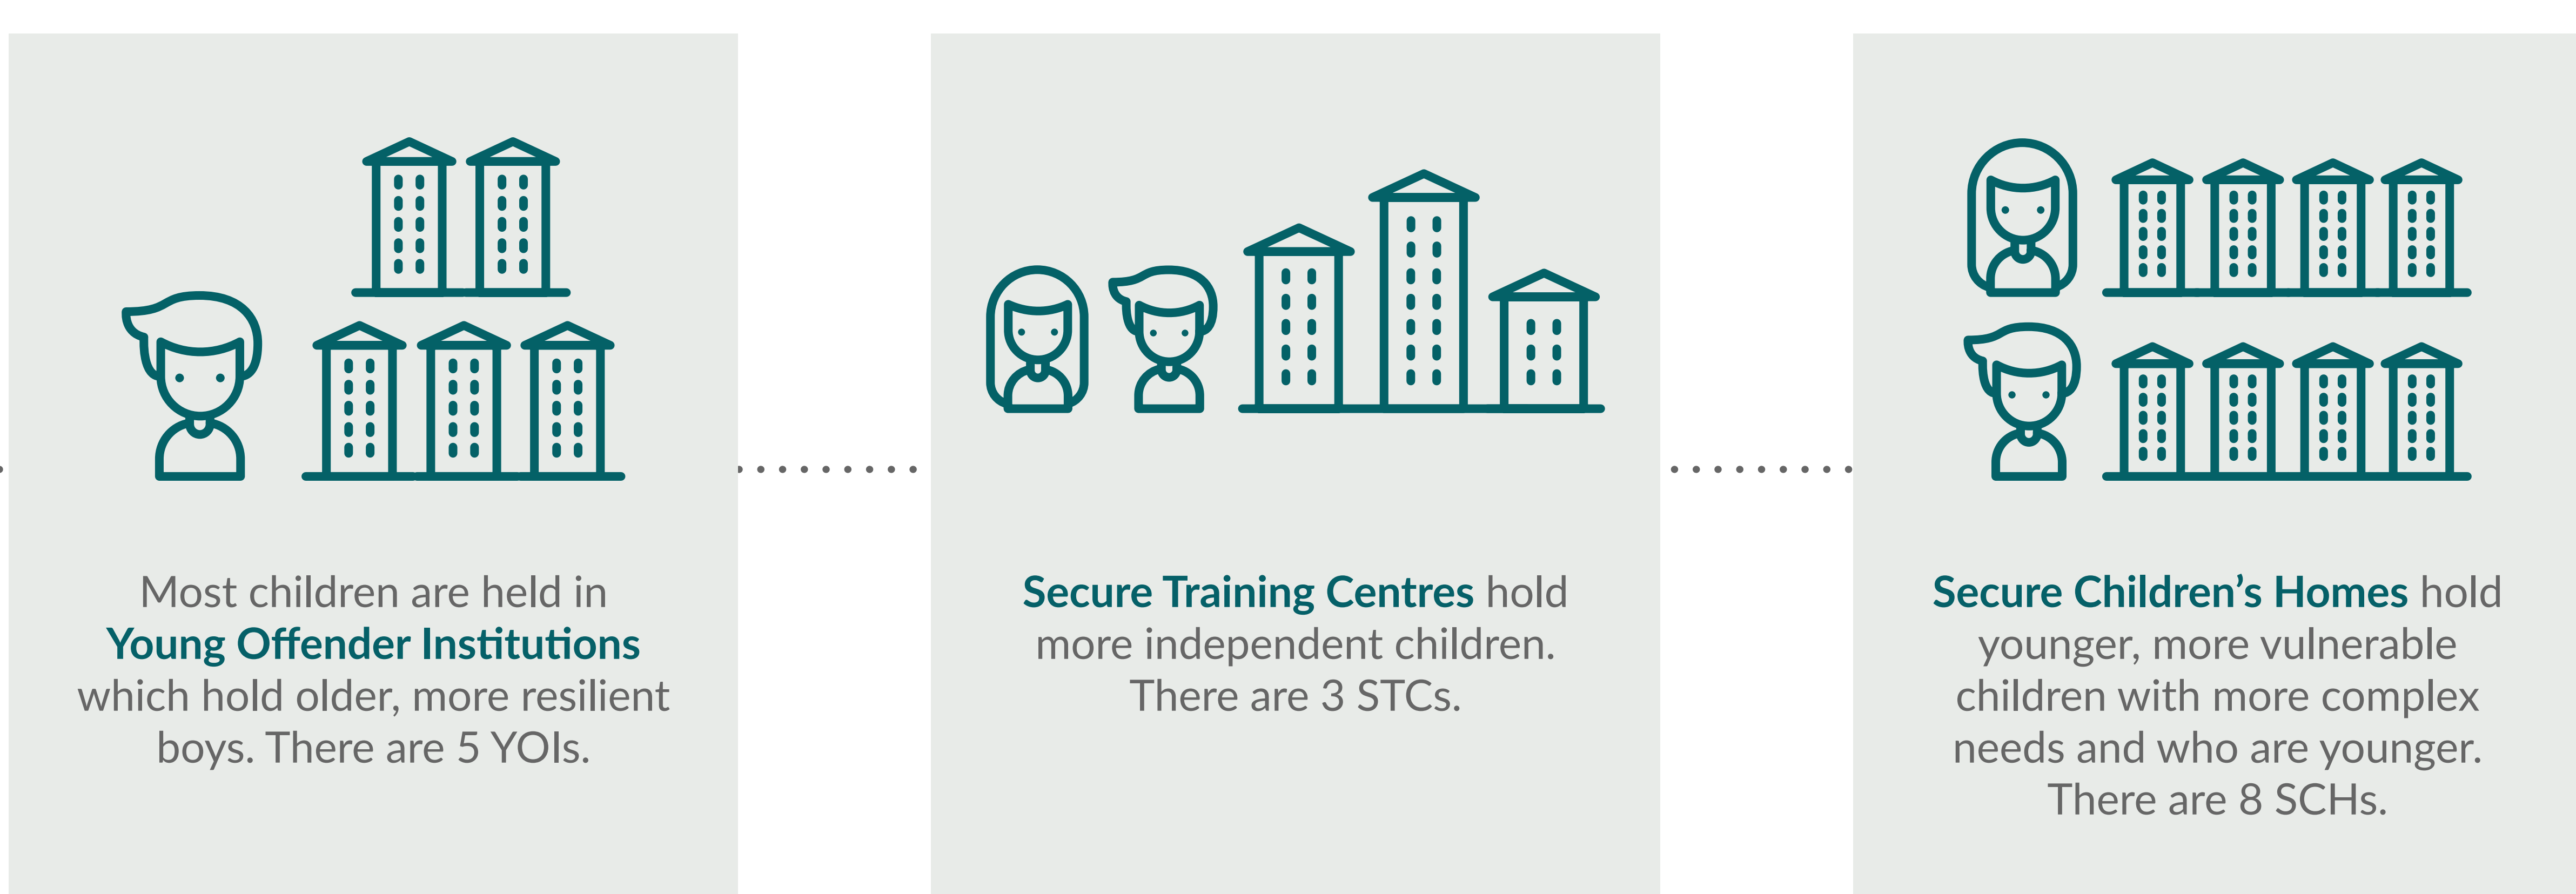 Most children are held in
Young Offender Institutions
which hold older, more resilient
boys. There are 5 YOIs.
Secure Training Centres hold
more independent children.
There are 3 STCs.
Secure Children’s Homes hold
younger, more vulnerable
children with more complex
needs and who are younger.
There are 8 SCHs.